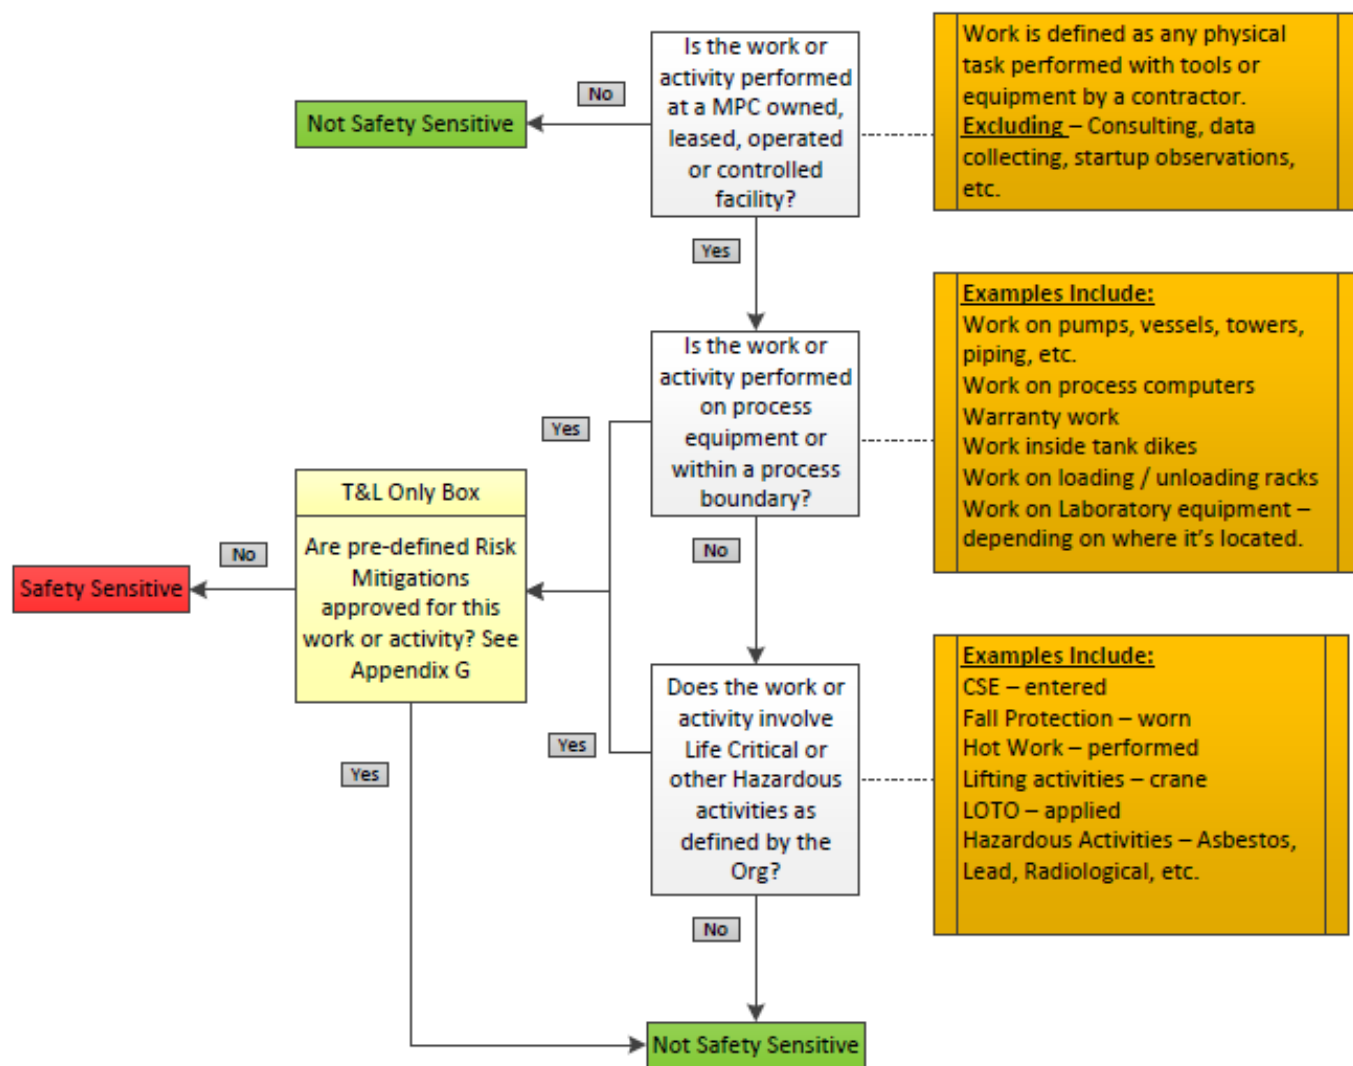 Is the work or
activity performed
at a MPC owned,
leased, operated
or controlled
facility?
No
Not Safety Sensitive
Work is defined as any physical
task performed with tools or
equipment by a contractor.
Excluding – Consulting, data
collecting, startup observations,
etc.
Yes
Is the work or
activity performed
on process
equipment or
within a process
boundary?
Examples Include:
Work on pumps, vessels, towers,
piping, etc.
Work on process computers
Warranty work
Work inside tank dikes
Work on loading / unloading racks
Work on Laboratory equipment –
depending on where it's located.
Yes
No
T&L Only Box
Are pre-defined Risk
Mitigations
approved for this
work or activity? See
Appendix G
No
Safety Sensitive
Does the work or
activity involve
Life Critical or
other Hazardous
activities as
defined by the
Org?
Examples Include:
CSE – entered
Fall Protection – worn
Hot Work – performed
Lifting activities – crane
LOTO – applied
Hazardous Activities – Asbestos,
Lead, Radiological, etc.
Yes
Yes
No
Not Safety Sensitive